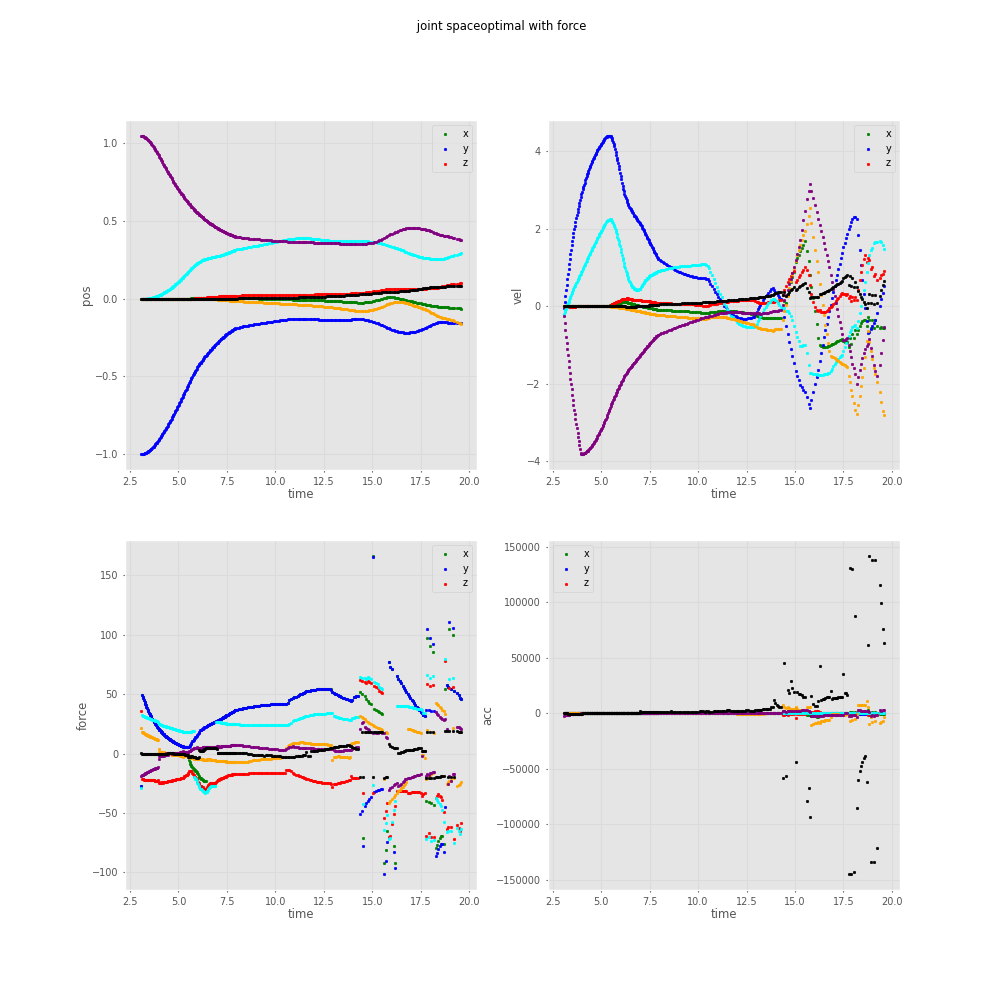 joint spaceoptimal with force
1.0
0.5
0.0
−0.5
−1.0
pos
2.5 5.0 7.5 10.0 12.5 15.0 17.5 20.0
time
x
y
z
4
2
0
−2
−4
vel
2.5 5.0 7.5 10.0 12.5 15.0 17.5 20.0
time
x
y
z
150
100
50
0
−50
−100
force
2.5 5.0 7.5 10.0 12.5 15.0 17.5 20.0
time
x
y
z
150000
100000
50000
0
−50000
−100000
−150000
acc
2.5 5.0 7.5 10.0 12.5 15.0 17.5 20.0
time
x
y
z